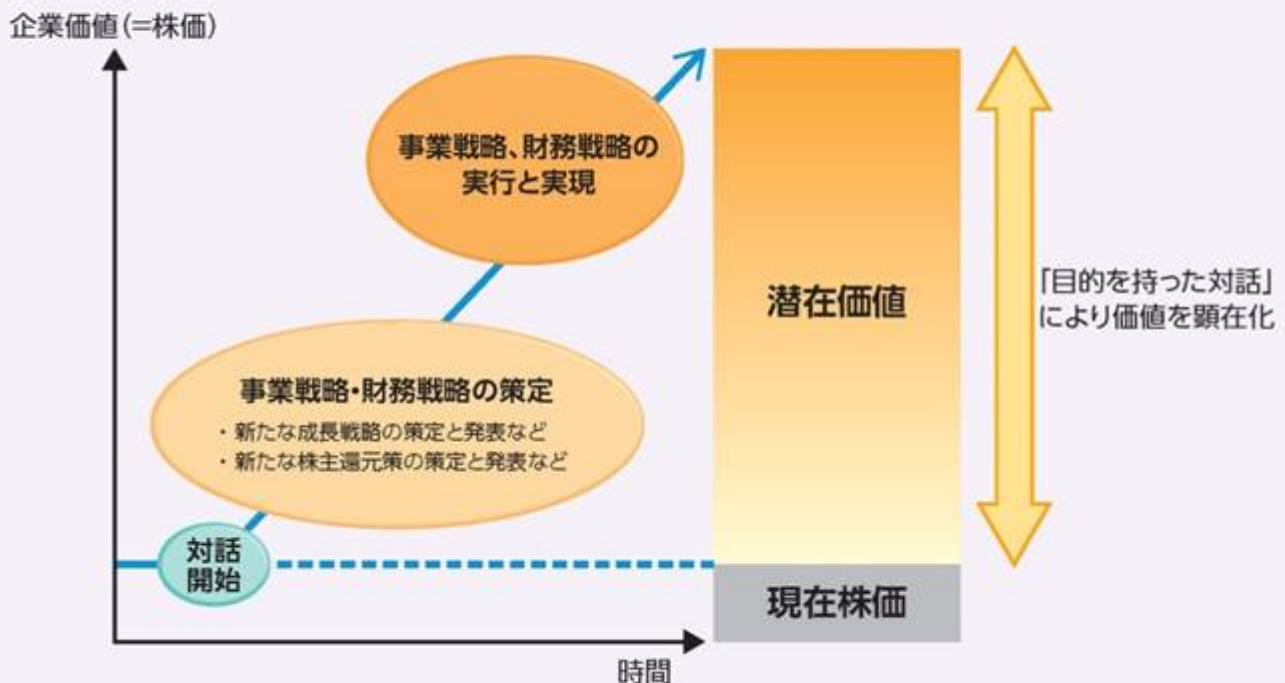 企業価値(=株価)
事業戦略、財務戦略の
実行と実現
事業戦略・財務戦略の策定
・新たな成長戦略の策定と発表など
・新たな株主還元策の策定と発表など
対話
開始
潜在価値
現在株価
「目的を持った対話」
により価値を顕在化
時間